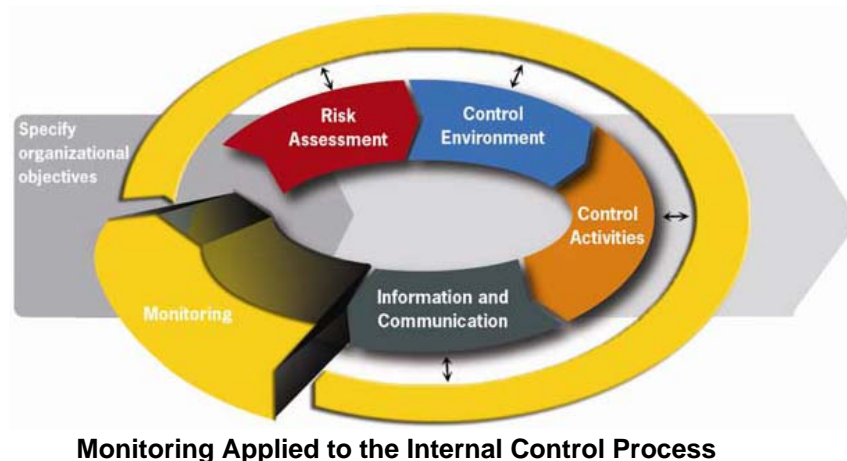 Specify
organizational
objectives
Risk
Assessment
Control
Environment
Control
Activities
Information and
Communication
Monitoring
Monitoring Applied to the Internal Control Process